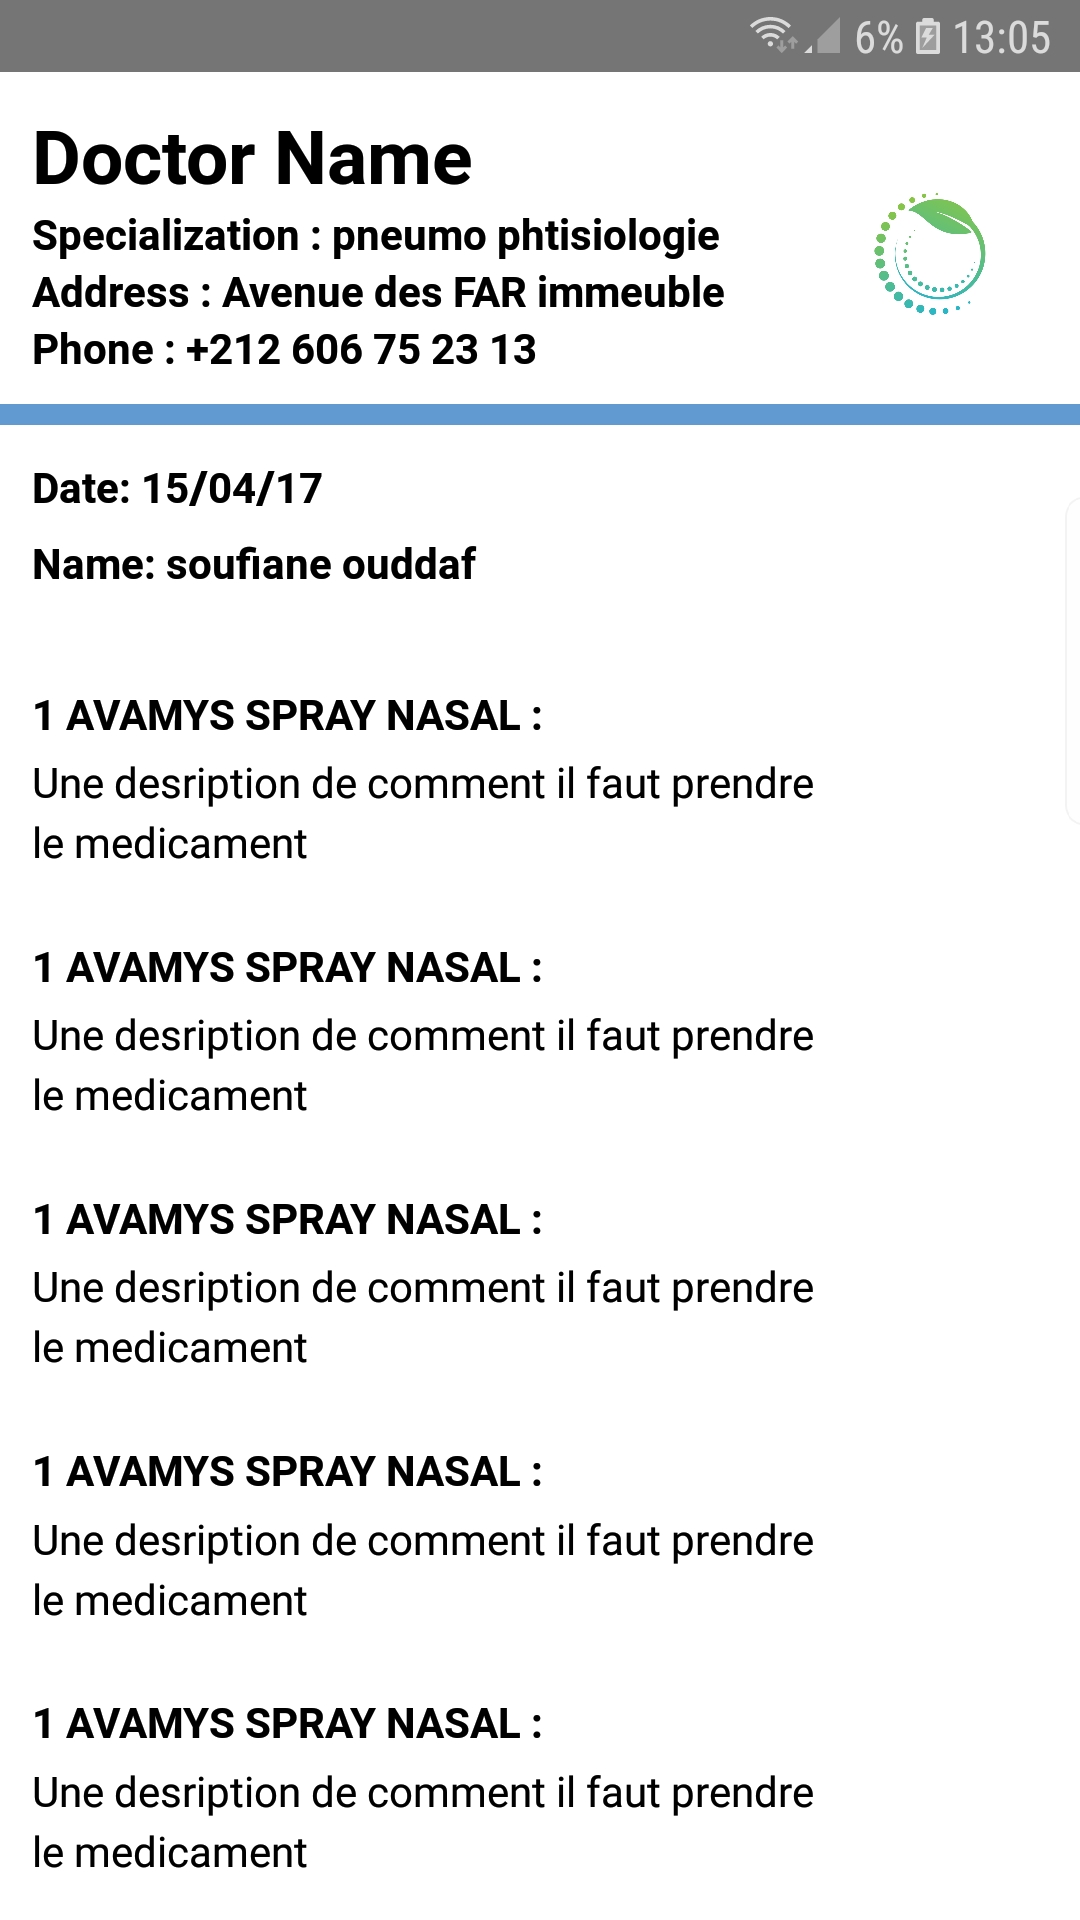 6% 13:05
Doctor Name
Specialization : pneumo phtisiologie
Address : Avenue des FAR immeuble
Phone : +212 606 75 23 13
Date: 15/04/17
Name: soufiane ouddaf
1 AVAMYS SPRAY NASAL :
Une desription de comment il faut prendre
le medicament
1 AVAMYS SPRAY NASAL :
Une desription de comment il faut prendre
le medicament
1 AVAMYS SPRAY NASAL :
Une desription de comment il faut prendre
le medicament
1 AVAMYS SPRAY NASAL :
Une desription de comment il faut prendre
le medicament
1 AVAMYS SPRAY NASAL :
Une desription de comment il faut prendre
le medicament